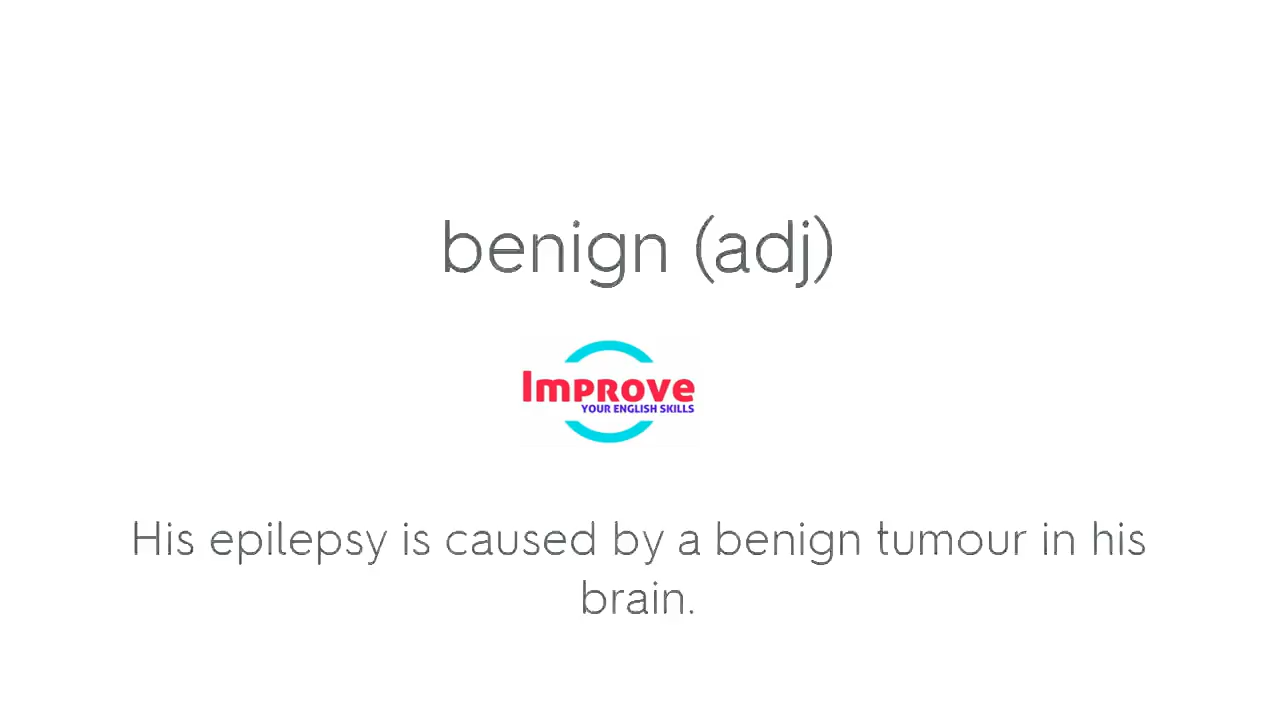 benign (adj)
Improve
YOUR ENGLISH SKILLS
His epilepsy is caused by a benign tumour in his
brain.